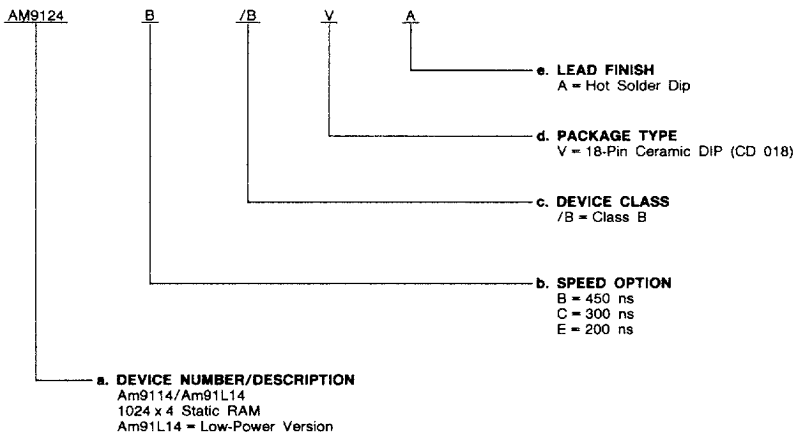 AM9124 B /B V A
e. LEAD FINISH
A = Hot Solder Dip
d. PACKAGE TYPE
V = 18-Pin Ceramic DIP (CD 018)
c. DEVICE CLASS
/B = Class B
b. SPEED OPTION
B = 450 ns
C = 300 ns
E = 200 ns
a. DEVICE NUMBER/DESCRIPTION
Am9114/Am91L14
1024 x 4 Static RAM
Am91L14 = Low-Power Version